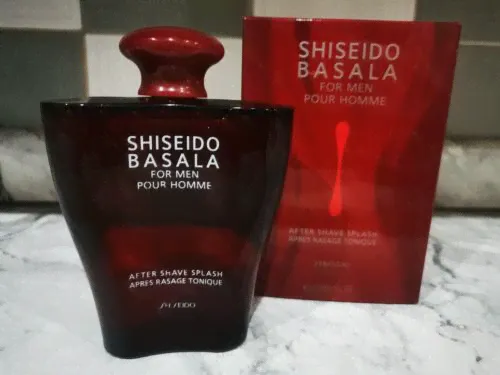 SHISEIDO
BASALA
FOR MEN
POUR HOMME
AFTER SHAVE SPLASH
APRES RASAGE TONIQUE
SHISEIDO
SHISEIDO
BASALA
FOR MEN
POUR HOMME
AFTER SHAVE SPLASH
APRES RASAGE TONIQUE